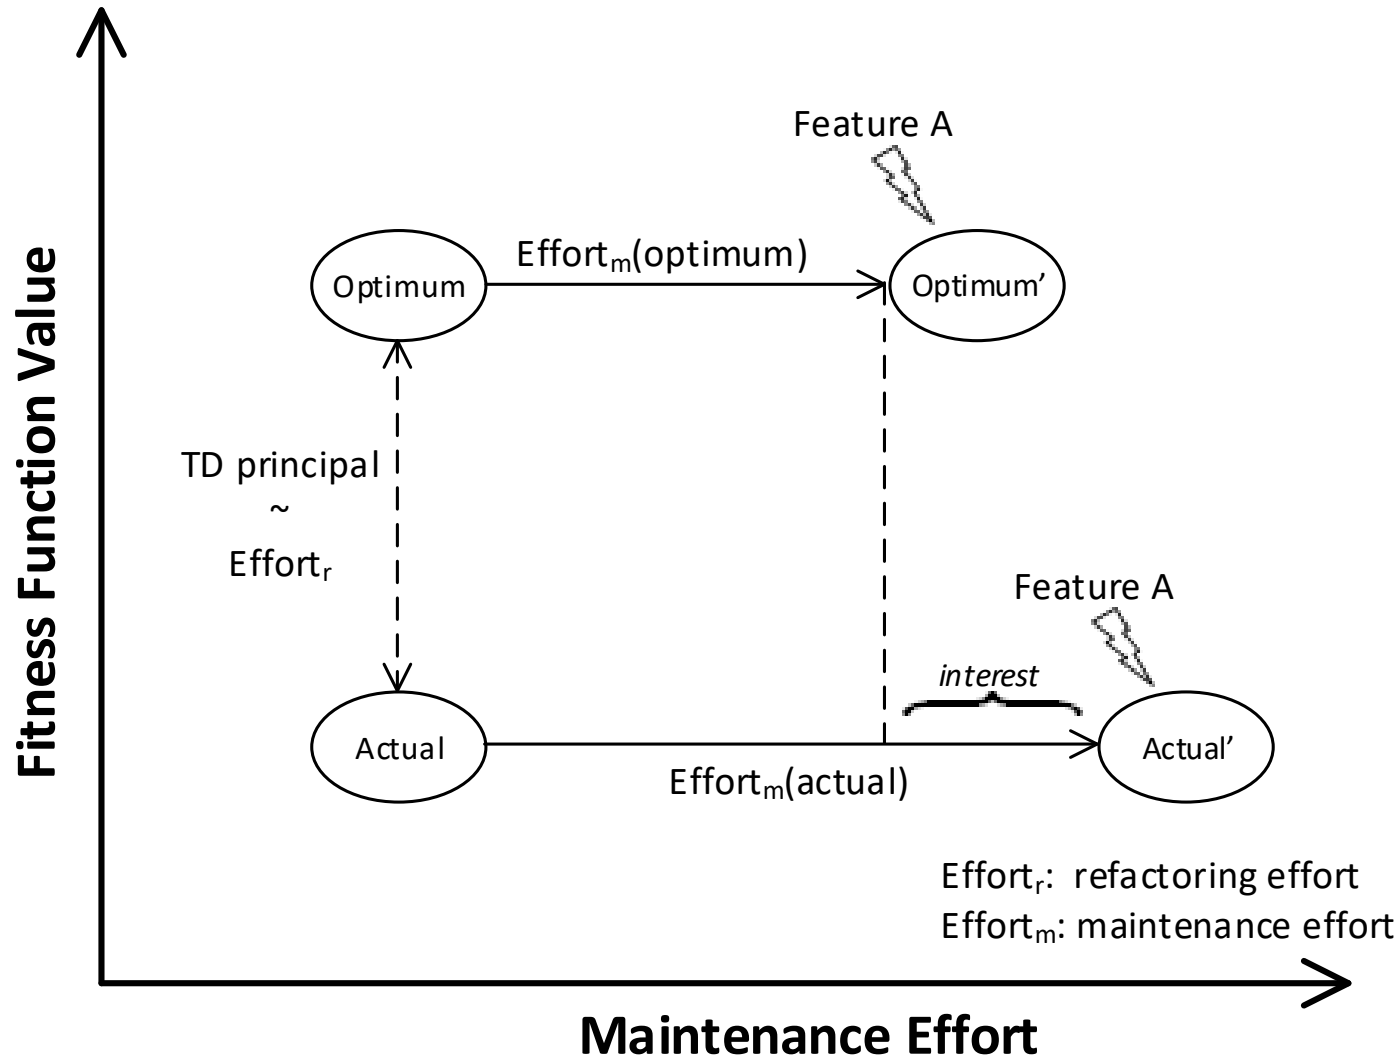 Feature A
Effortm(optimum)
Optimum
Optimum’
Fitness Function Value
TD principal
~
Effortr
Feature A
interest
Actual
Actual’
Effortm(actual)
Effortr: refactoring effort
Effortm: maintenance effort
Maintenance Effort